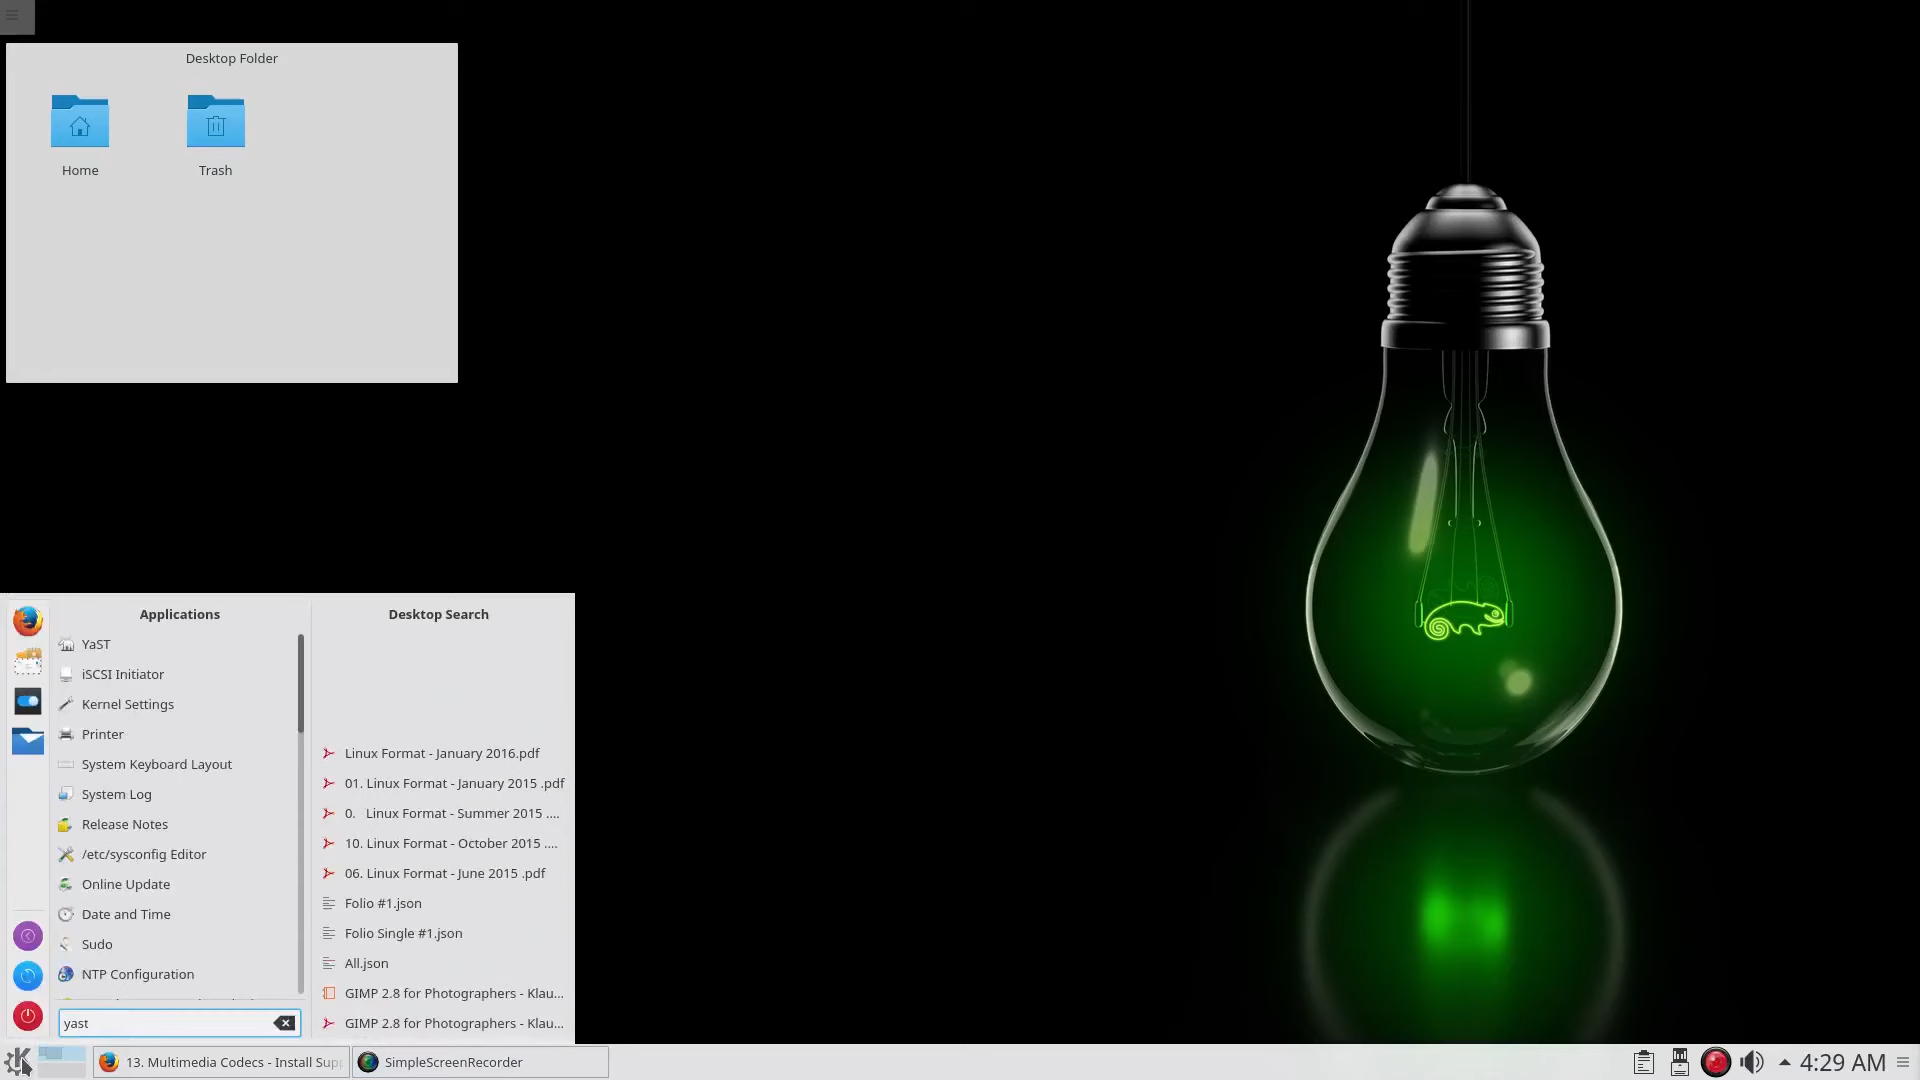 Desktop Folder
Home
Trash
Applications
YaST
iSCSI Initiator
Kernel Settings
Printer
System Keyboard Layout
System Log
Release Notes
/etc/sysconfig Editor
Online Update
Date and Time
Sudo
NTP Configuration
yast
Desktop Search
Linux Format - January 2016.pdf
01. Linux Format - January 2015 .pdf
0. Linux Format - Summer 2015 ....
10. Linux Format - October 2015 ....
06. Linux Format - June 2015 .pdf
Folio #1.json
Folio Single #1.json
All.json
GIMP 2.8 for Photographers - Klau...
GIMP 2.8 for Photographers - Klau...
13. Multimedia Codecs - Install Supp
SimpleScreenRecorder
4:29 AM